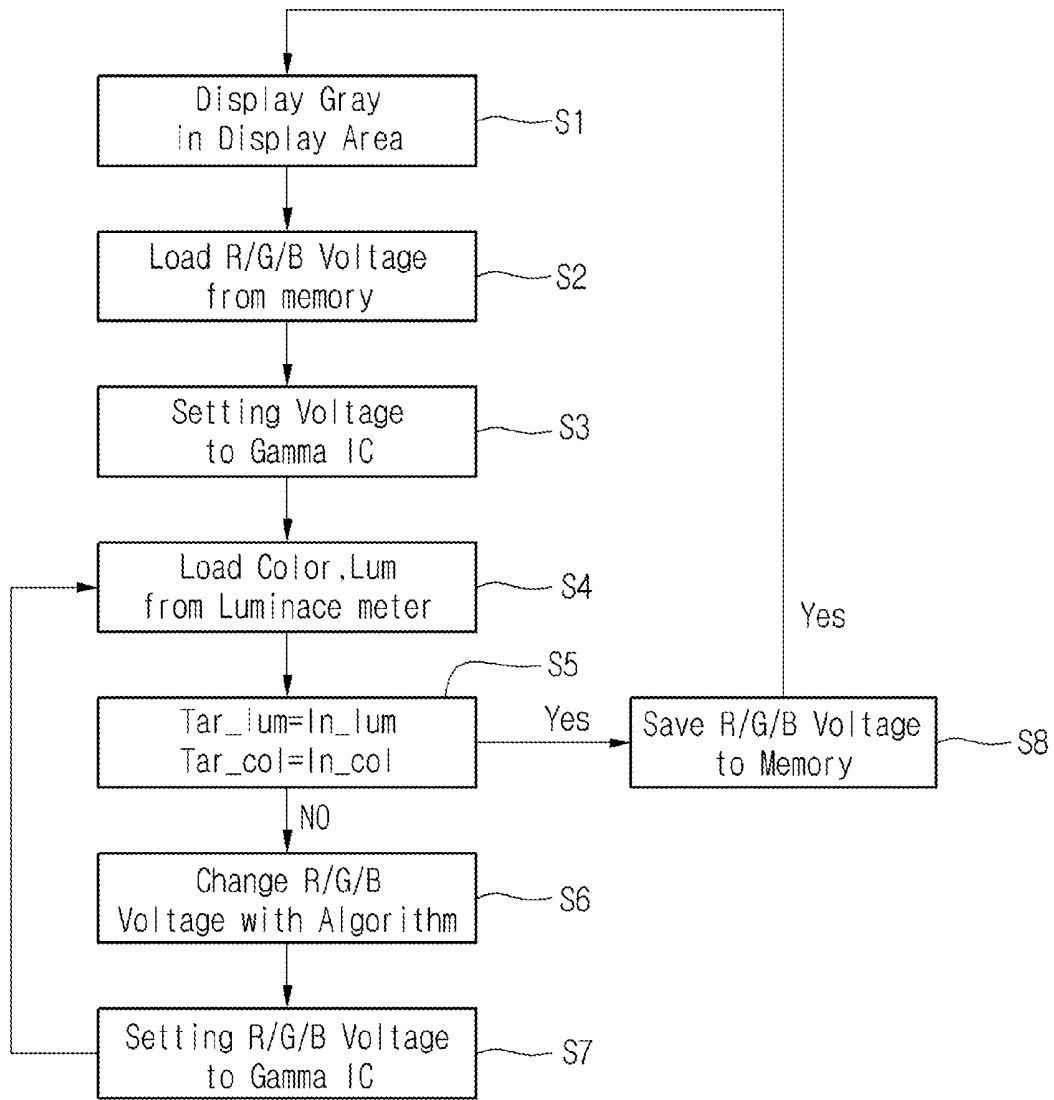 Display Gray
in Display Area
S1
Load R/G/B Voltage
from memory
S2
Setting Voltage
to Gamma IC
S3
Load Color.Lum
from Luminace meter
S4
Yes
S5
Tar_lum=In_lum
Tar_col=In_col
Yes
Save R/G/B Voltage
to Memory
S8
NO
Change R/G/B
Voltage with Algorithm
S6
Setting R/G/B Voltage
to Gamma IC
S7